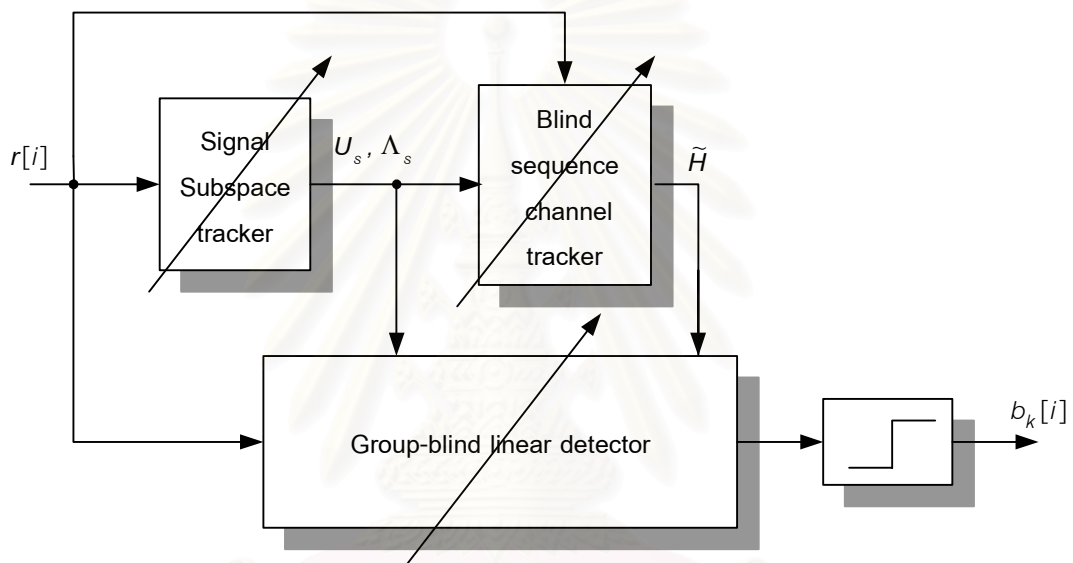 r[i]
Signal
Subspace
tracker
U_s, Λ_s
Blind
sequence
channel
tracker
H̃
Group-blind linear detector
b_k[i]